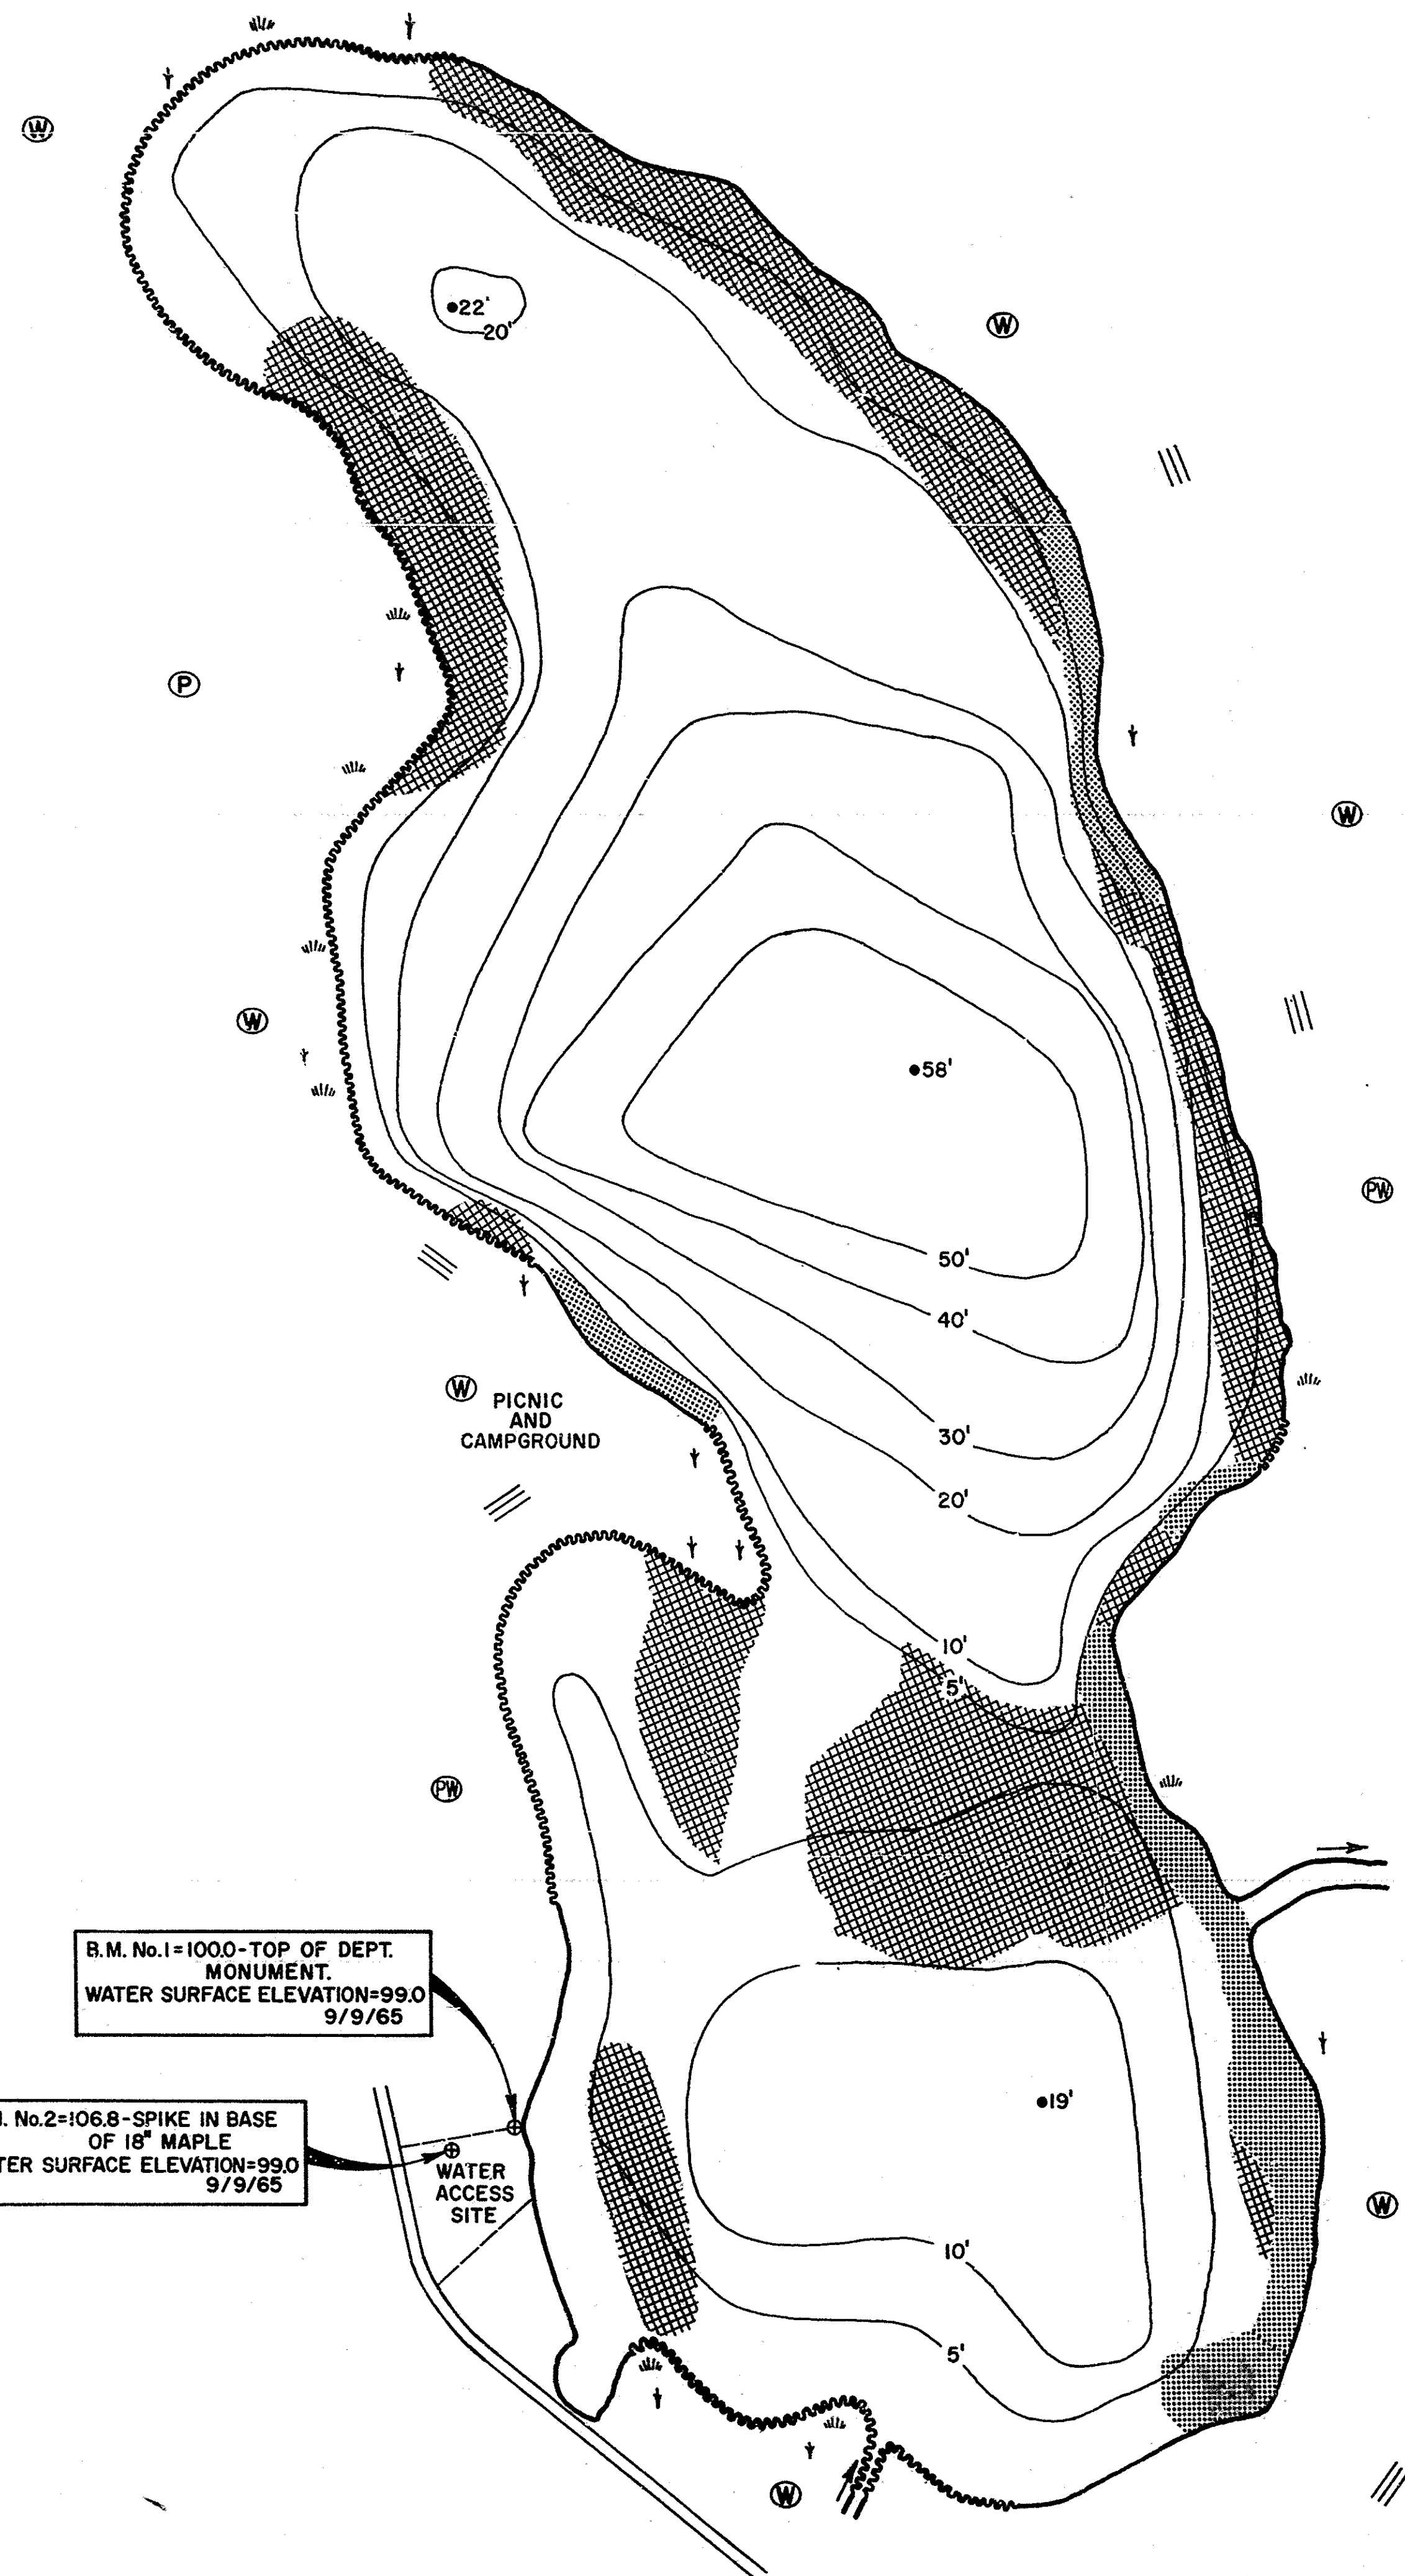 W
22'
20'
W
P
W
W
58'
PW
50'
40'
W
PICNIC
AND
CAMPGROUND
30'
20'
10'
5'
PW
B.M. No.1=100.0-TOP OF DEPT.
MONUMENT.
WATER SURFACE ELEVATION=99.0
9/9/65
19'
No.2=106.8-SPIKE IN BASE
OF 18" MAPLE
SURFACE ELEVATION=99.0
9/9/65
WATER
ACCESS
SITE
W
10'
5'
W